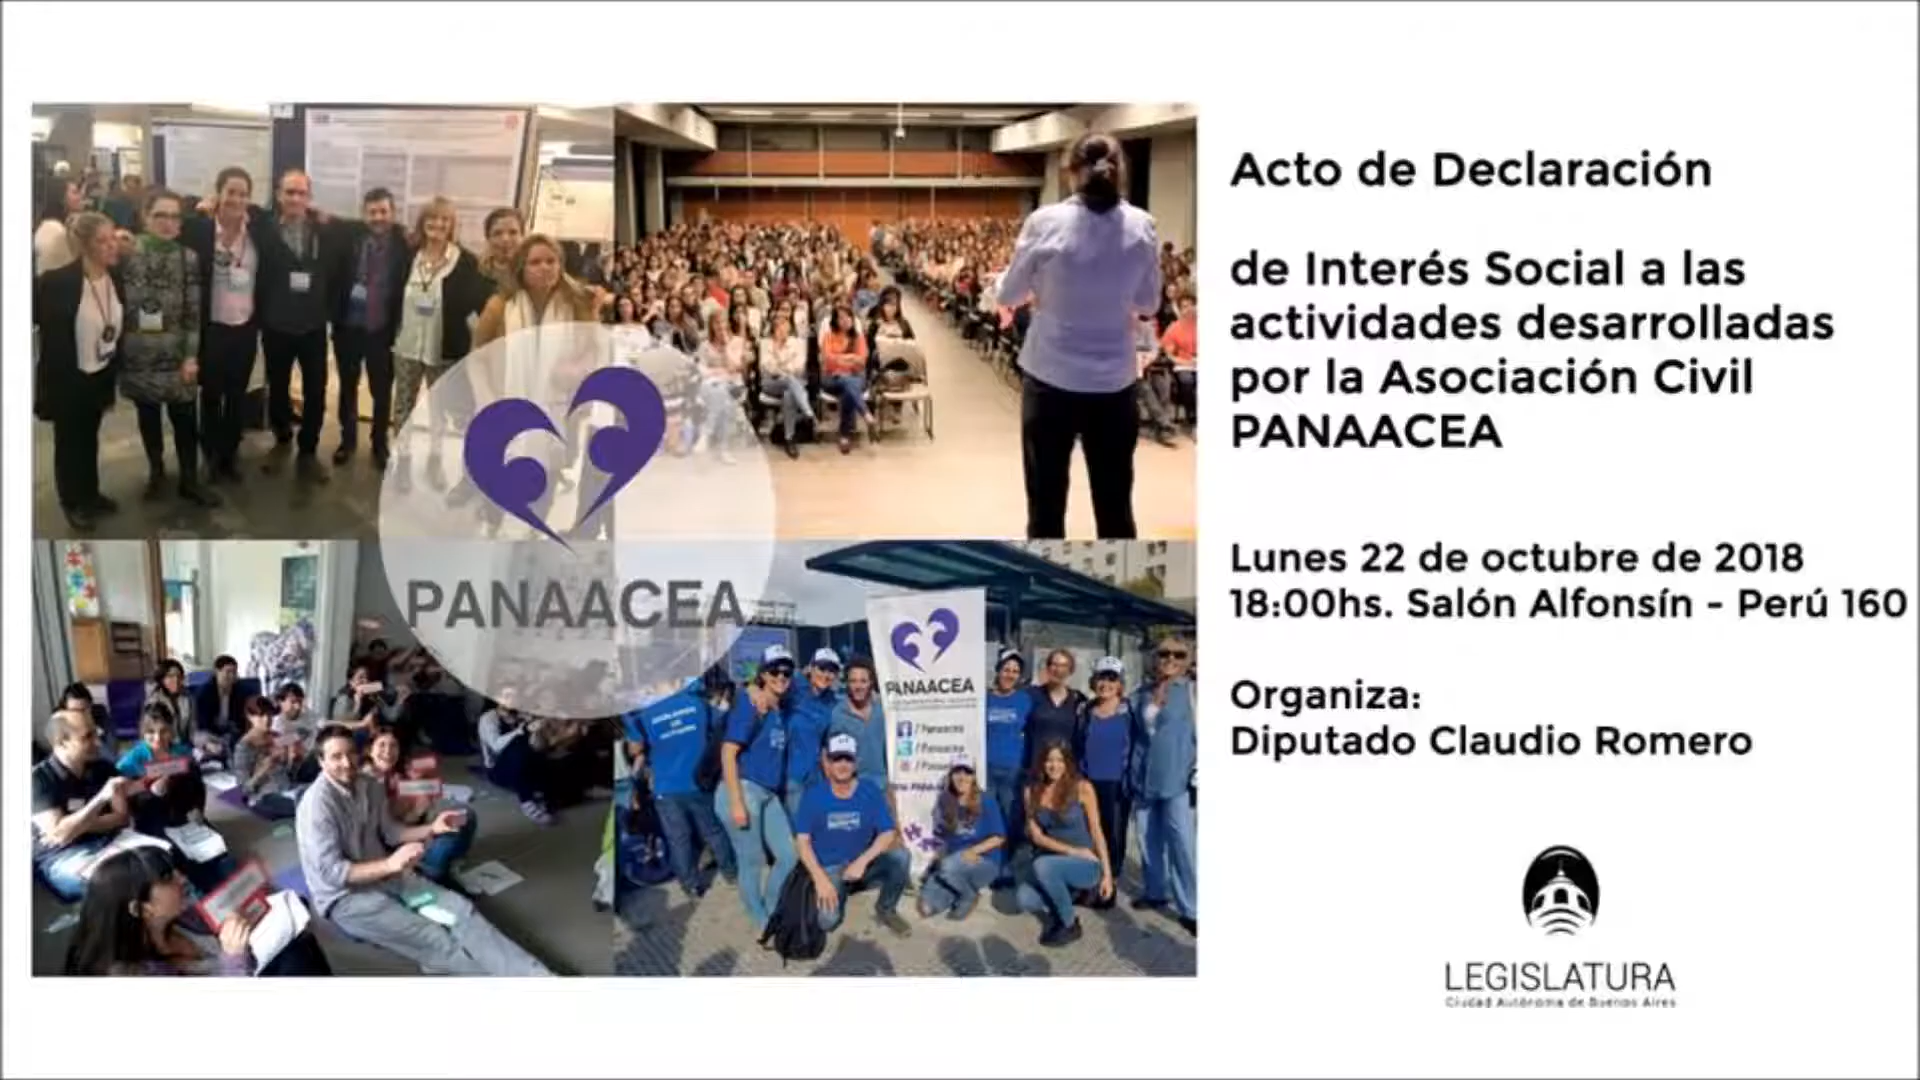 Acto de Declaración
de Interés Social a las
actividades desarrolladas
por la Asociación Civil
PANAACEA
Lunes 22 de octubre de 2018
18:00hs. Salón Alfonsín - Perú 160
Organiza:
Diputado Claudio Romero
LEGISLATURA
Ciudad Autónoma de Buenos Aires
PANAACEA
PANAACEA
/Panaacea
/Panaacea